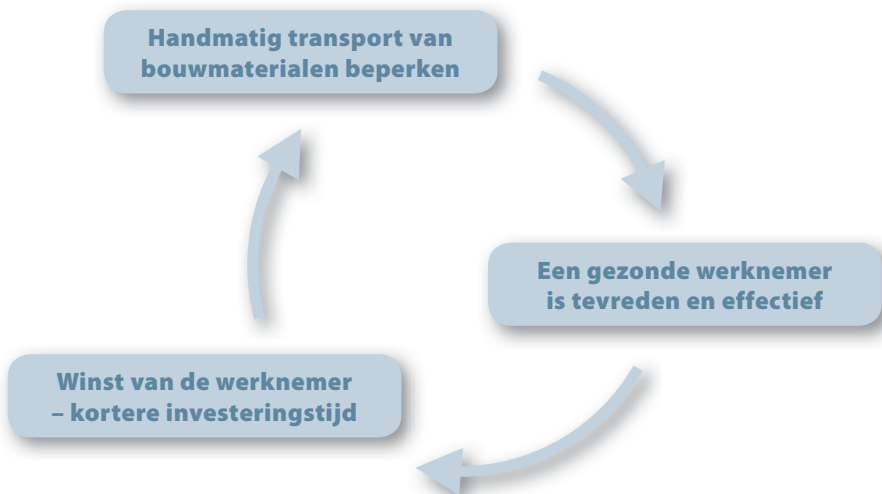 Handmatig transport van
bouwmaterialen beperken
Een gezonde werknemer
is tevreden en effectief
Winst van de werknemer
– kortere investeringstijd